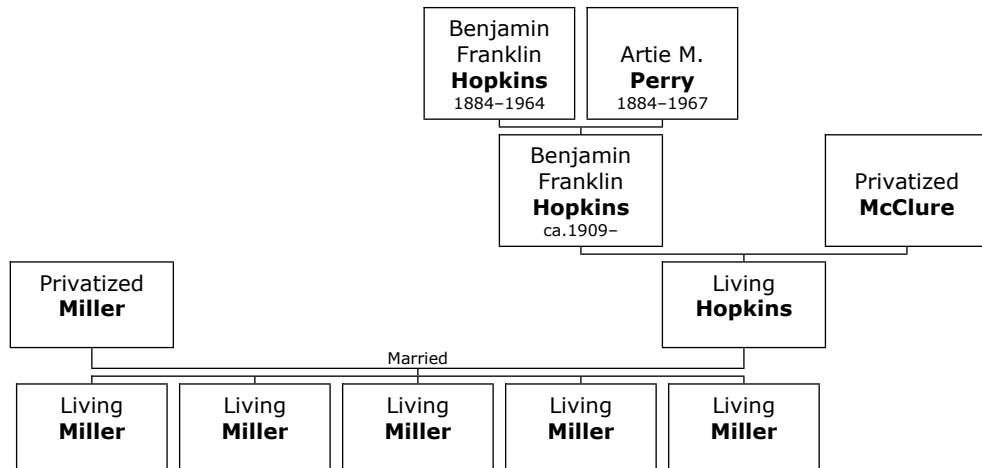 Benjamin
Franklin
Hopkins
1884–1964
Artie M.
Perry
1884–1967
Benjamin
Franklin
Hopkins
ca.1909–
Privatized
McClure
Privatized
Miller
Living
Hopkins
Married
Living
Miller
Living
Miller
Living
Miller
Living
Miller
Living
Miller